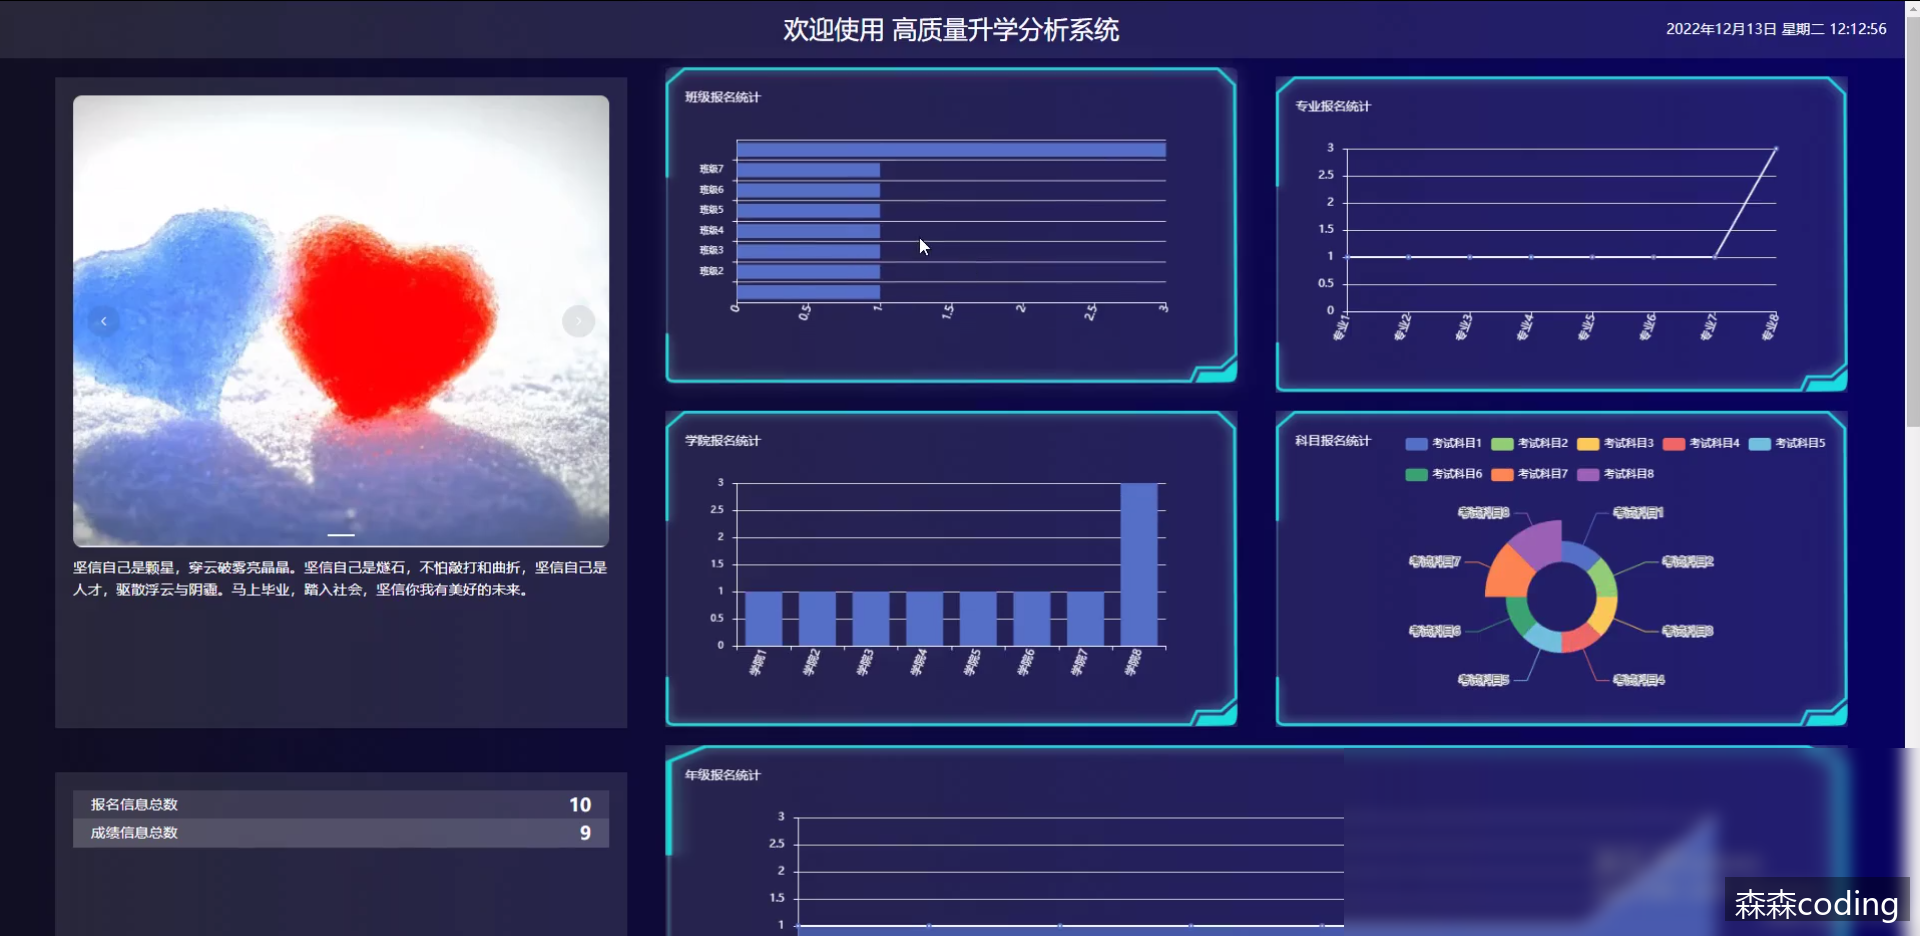 欢迎使用 高质量升学分析系统
2022年12月13日 星期二 12:12:56
坚信自己是颗星，穿云破雾亮晶晶。坚信自己是燧石，不怕敲打和曲折，坚信自己是
人才，驱散浮云与阴霾。马上毕业，踏入社会，坚信你我有美好的未来。
报名信息总数 10
成绩信息总数 9
班级报名统计
班级7
班级6
班级5
班级4
班级3
班级2
0 0.5 1 1.5 2 2.5 3
专业报名统计
3
2.5
2
1.5
1
0.5
0
专业1 专业2 专业3 专业4 专业5 专业6 专业7 专业8
学院报名统计
3
2.5
2
1.5
1
0.5
0
学院1 学院2 学院3 学院4 学院5 学院6 学院7 学院8
科目报名统计
考试科目1 考试科目2 考试科目3 考试科目4 考试科目5
考试科目6 考试科目7 考试科目8
考试科目8 考试科目1
考试科目7 考试科目2
考试科目6 考试科目3
考试科目5 考试科目4
年级报名统计
3
2.5
2
1.5
1
森森coding